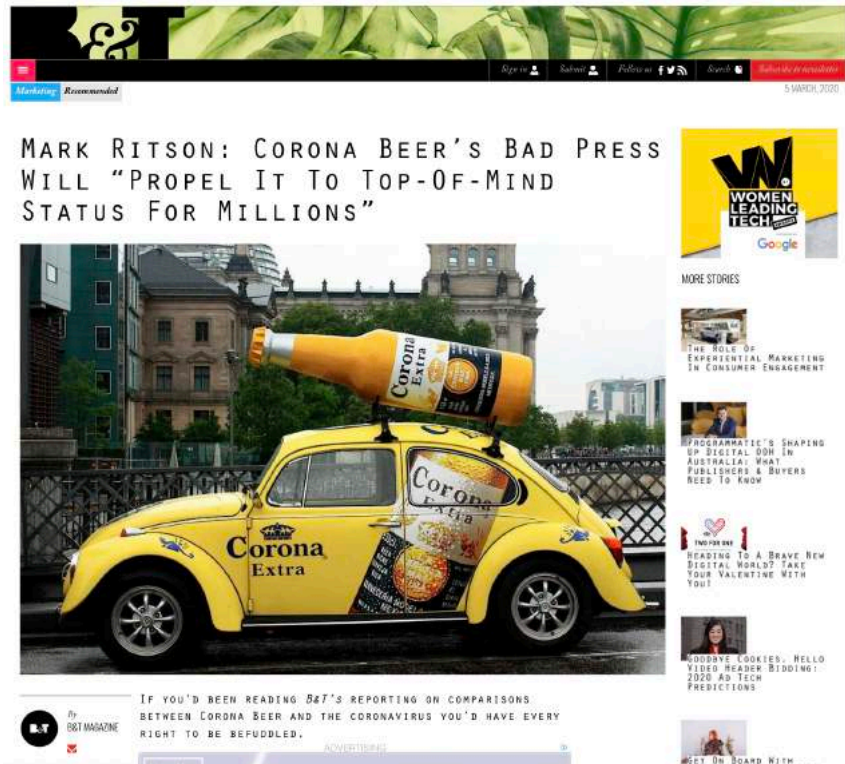 B&T
Sign in
Submit
Follow us
Search
Subscribe to newsletter
Marketing
Recommended
5 MARCH, 2020
MARK RITSON: CORONA BEER'S BAD PRESS
WILL "PROPEL IT TO TOP-OF-MIND
STATUS FOR MILLIONS"
Corona
Extra
Corona
Extra
Corona
Extra
By
B&T MAGAZINE
B&T
IF YOU'D BEEN READING B&T'S REPORTING ON COMPARISONS
BETWEEN CORONA BEER AND THE CORONAVIRUS YOU'D HAVE EVERY
RIGHT TO BE BEFUDDLED.
ADVERTISING
W.
WOMEN
LEADING
TECH
Google
MORE STORIES
THE ROLE OF
EXPERIENTIAL MARKETING
IN CONSUMER ENGAGEMENT
PROGRAMMATIC'S SHAPING
UP DIGITAL OOH IN
AUSTRALIA: WHAT
PUBLISHERS & BUYERS
NEED TO KNOW
TWO FOR ONE
HEADING TO A BRAVE NEW
DIGITAL WORLD? TAKE
YOUR VALENTINE WITH
YOU!
GOODBYE COOKIES, HELLO
VIDEO HEADER BIDDING:
2020 AD TECH
PREDICTIONS
GET ON BOARD WITH